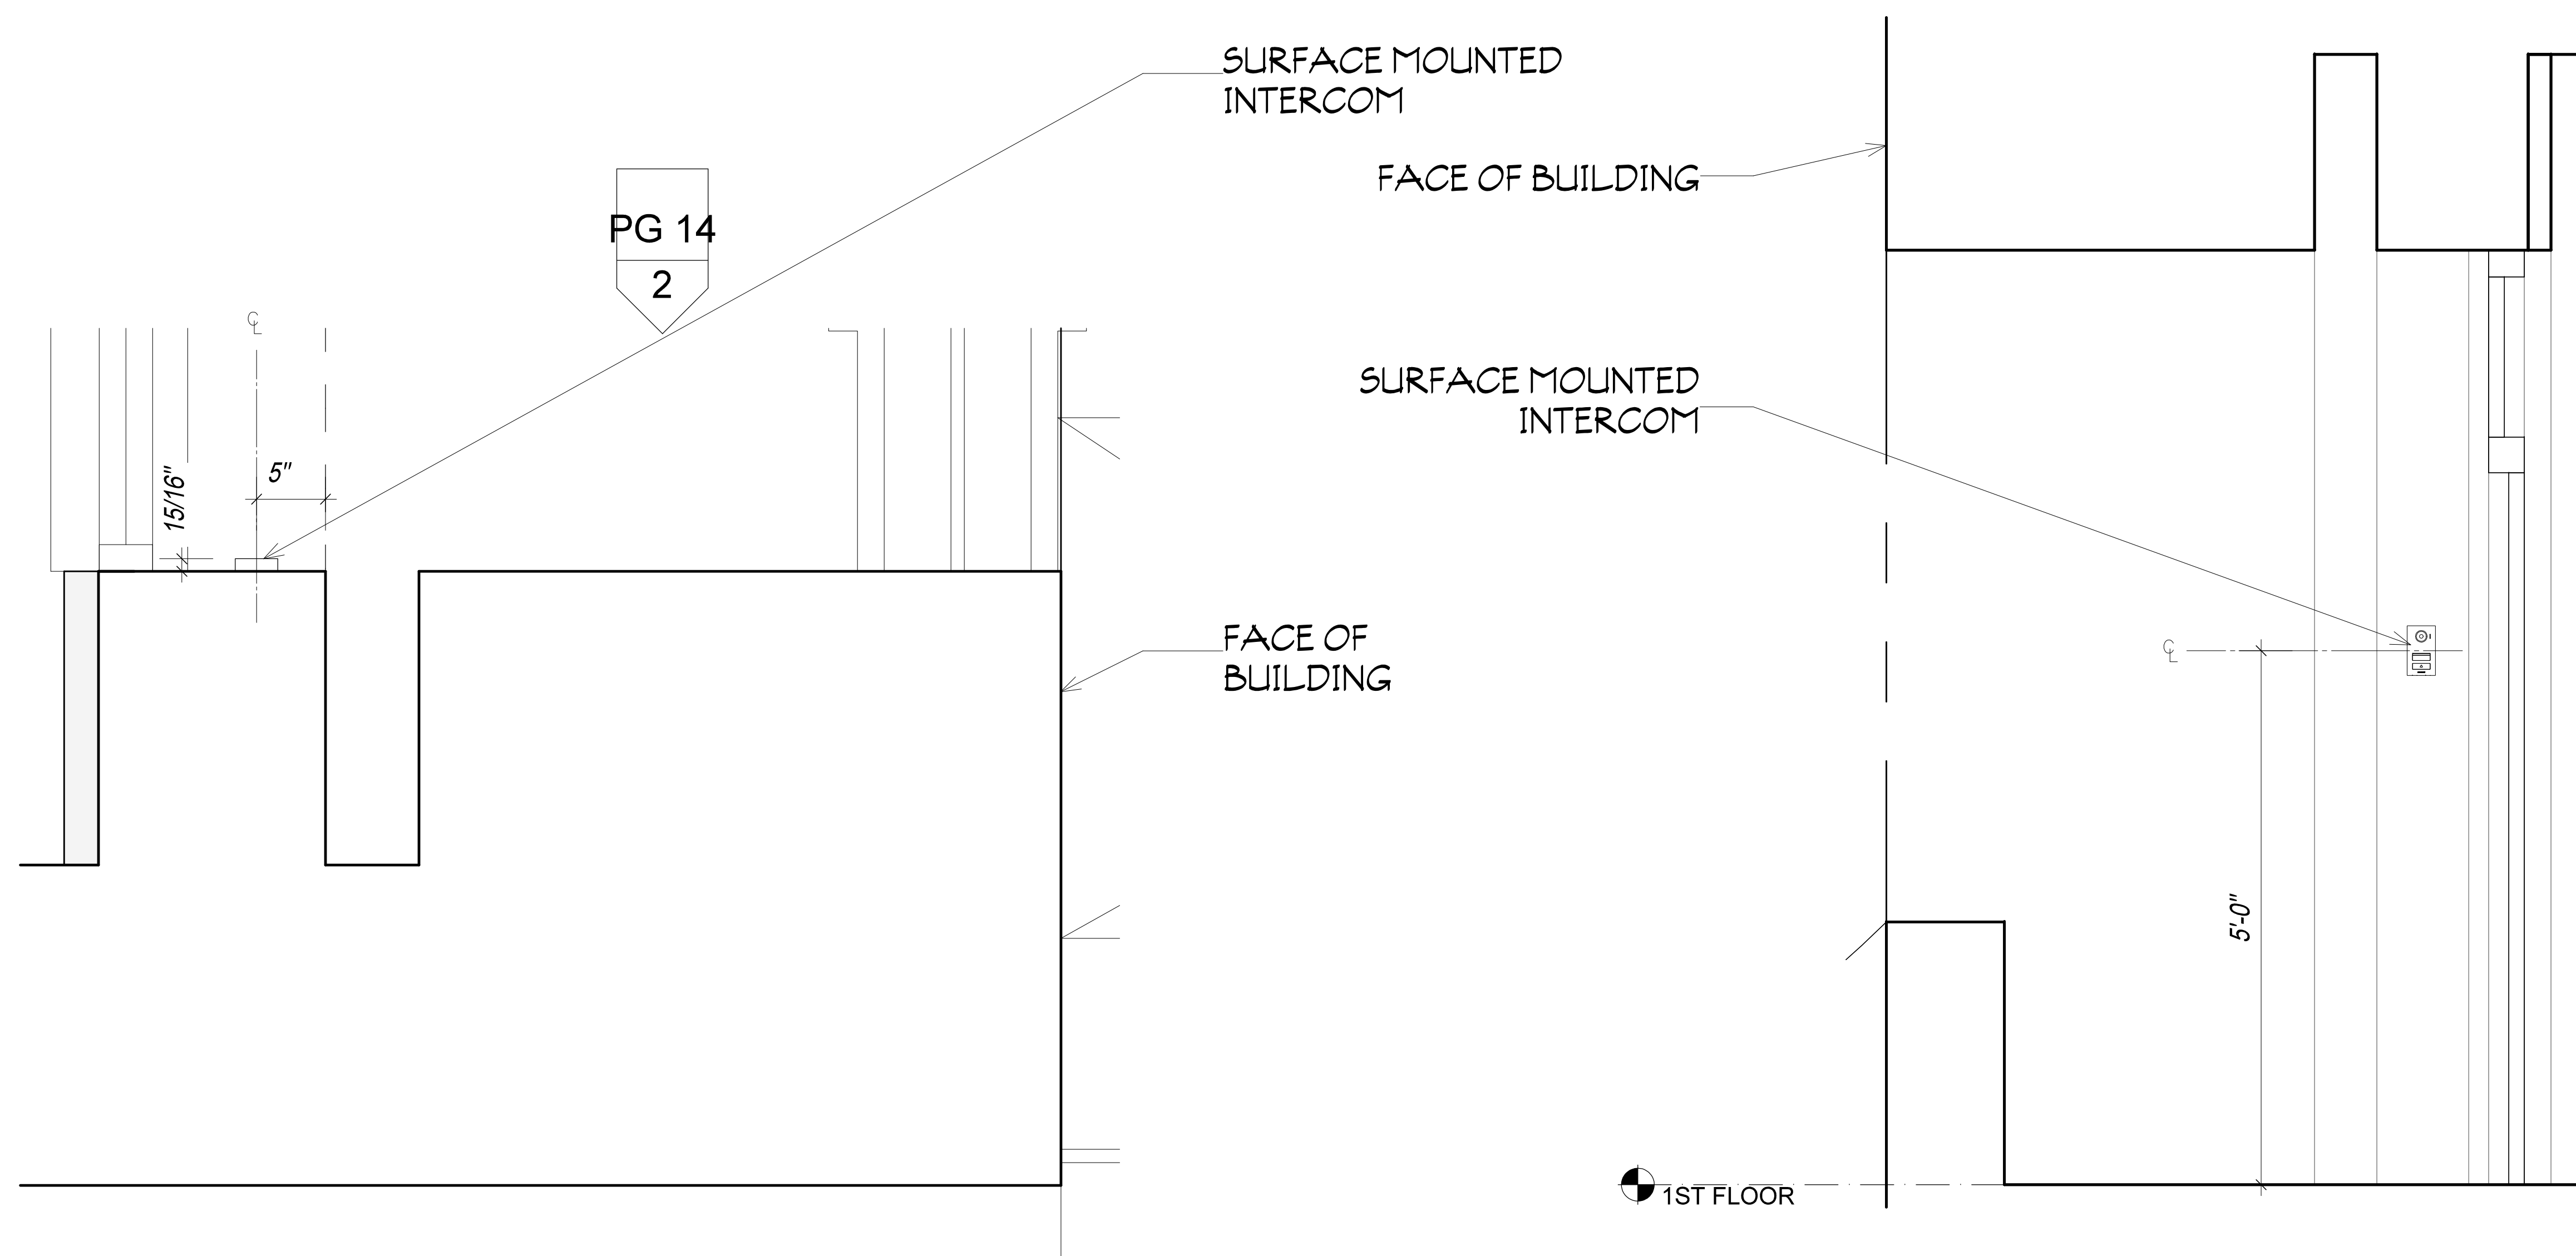 SURFACE MOUNTED
INTERCOM
PG 14
2
℄
5"
15/16"
FACE OF
BUILDING
FACE OF BUILDING
SURFACE MOUNTED
INTERCOM
℄
5'-0"
1ST FLOOR